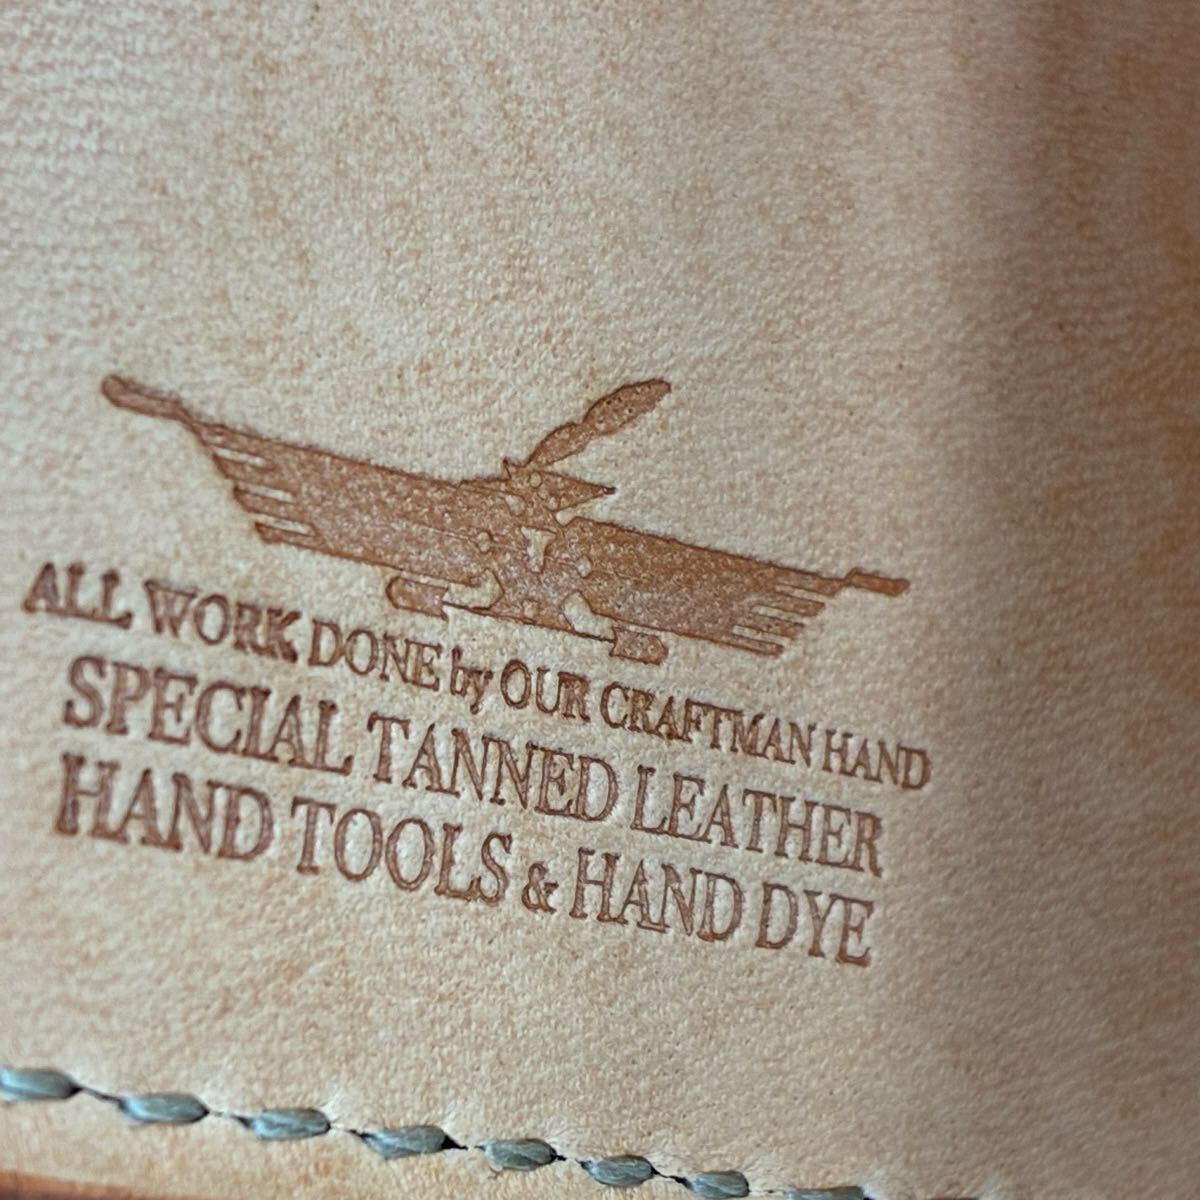 ALL WORK DONE by OUR CRAFTMAN HAND
SPECIAL TANNED LEATHER
HAND TOOLS & HAND DYE